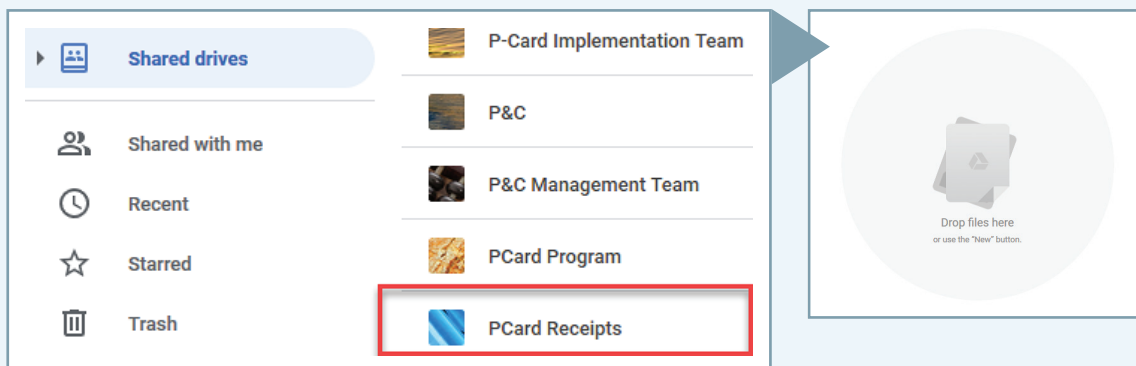 Shared drives
Shared with me
Recent
Starred
Trash
P-Card Implementation Team
P&C
P&C Management Team
PCard Program
PCard Receipts
Drop files here
or use the "New" button.